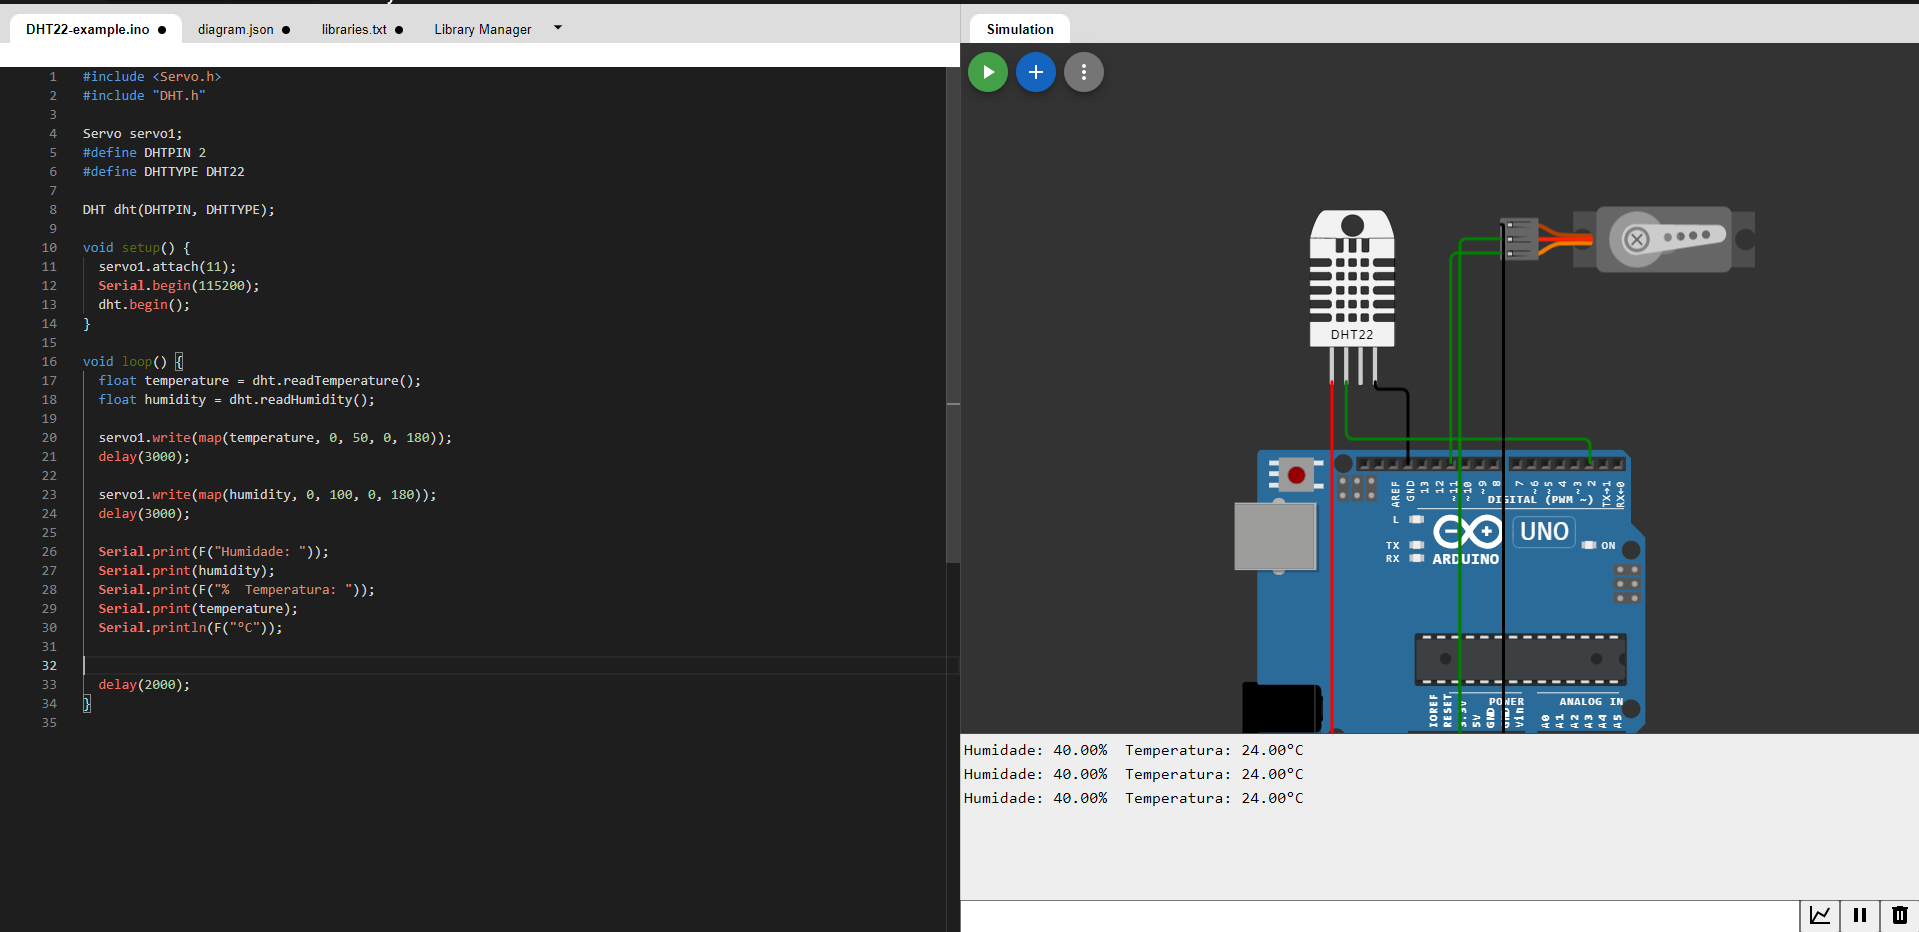 DHT22-example.ino ●
diagram.json ●
libraries.txt ●
Library Manager
Simulation
1 #include <Servo.h>
2 #include "DHT.h"
3
4 Servo servo1;
5 #define DHTPIN 2
6 #define DHTTYPE DHT22
7
8 DHT dht(DHTPIN, DHTTYPE);
9
10 void setup() {
11   servo1.attach(11);
12   Serial.begin(115200);
13   dht.begin();
14 }
15
16 void loop() {
17   float temperature = dht.readTemperature();
18   float humidity = dht.readHumidity();
19
20   servo1.write(map(temperature, 0, 50, 0, 180));
21   delay(3000);
22
23   servo1.write(map(humidity, 0, 100, 0, 180));
24   delay(3000);
25
26   Serial.print(F("Humidade: "));
27   Serial.print(humidity);
28   Serial.print(F("%  Temperatura: "));
29   Serial.print(temperature);
30   Serial.println(F("ºC"));
31
32
33   delay(2000);
34 }
35
DHT22
AREF
GND
13
12
~11
~10
~9
8
7
~6
~5
4
~3
2
TX→1
RX←0
DIGITAL (PWM ~)
L
TX
RX
ARDUINO
UNO
ON
IOREF
RESET
3.3V
5V
GND
GND
Vin
POWER
ANALOG IN
A0
A1
A2
A3
A4
A5
Humidade: 40.00%  Temperatura: 24.00ºC
Humidade: 40.00%  Temperatura: 24.00ºC
Humidade: 40.00%  Temperatura: 24.00ºC